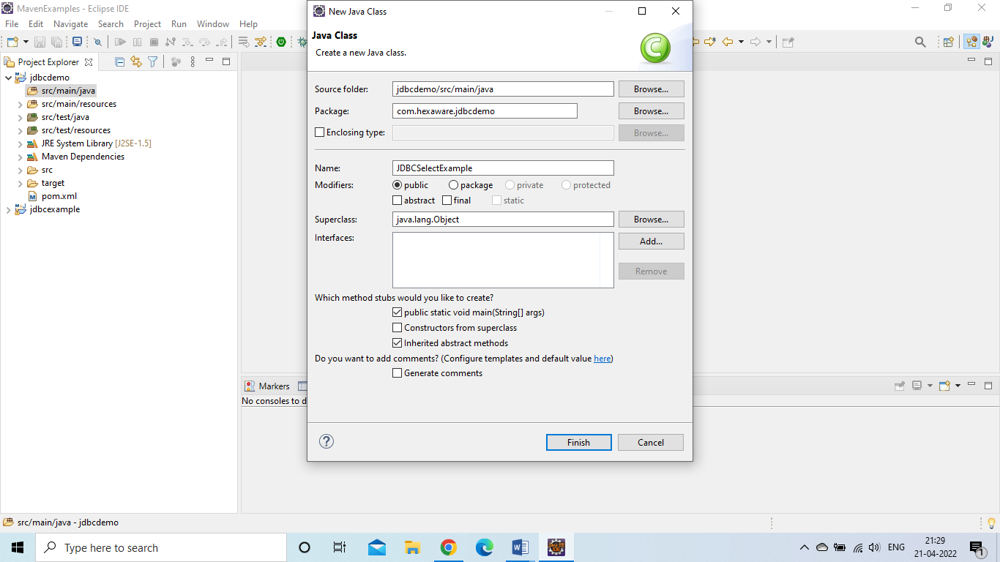 MavenExamples - Eclipse IDE
File Edit Navigate Search Project Run Window Help
Project Explorer
jdbcdemo
src/main/java
src/main/resources
src/test/java
src/test/resources
JRE System Library [J2SE-1.5]
Maven Dependencies
src
target
pom.xml
jdbcexample
New Java Class
Java Class
Create a new Java class.
C
Source folder: jdbcdemo/src/main/java Browse...
Package: com.hexaware.jdbcdemo Browse...
Enclosing type: Browse...
Name: JDBCSelectExample
Modifiers: public package private protected
abstract final static
Superclass: java.lang.Object Browse...
Interfaces: Add...
Remove
Which method stubs would you like to create?
public static void main(String[] args)
Constructors from superclass
Inherited abstract methods
Do you want to add comments? (Configure templates and default value here)
Generate comments
? Finish Cancel
Markers
No consoles to d
src/main/java - jdbcdemo
Type here to search
ENG
21:29
21-04-2022
1